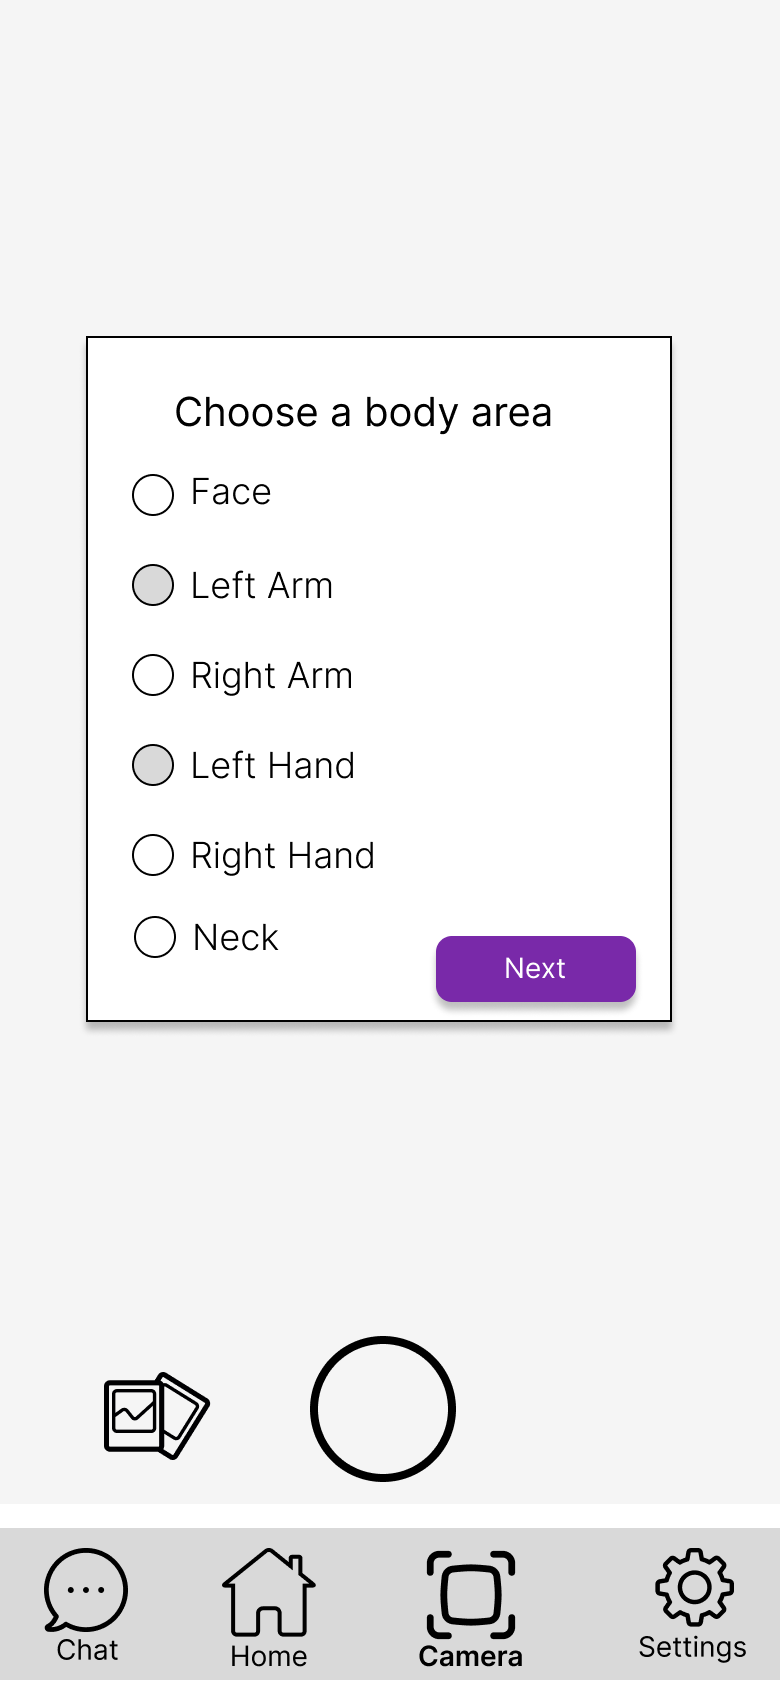 Choose a body area
Face
Left Arm
Right Arm
Left Hand
Right Hand
Neck
Next
Chat
Home
Camera
Settings